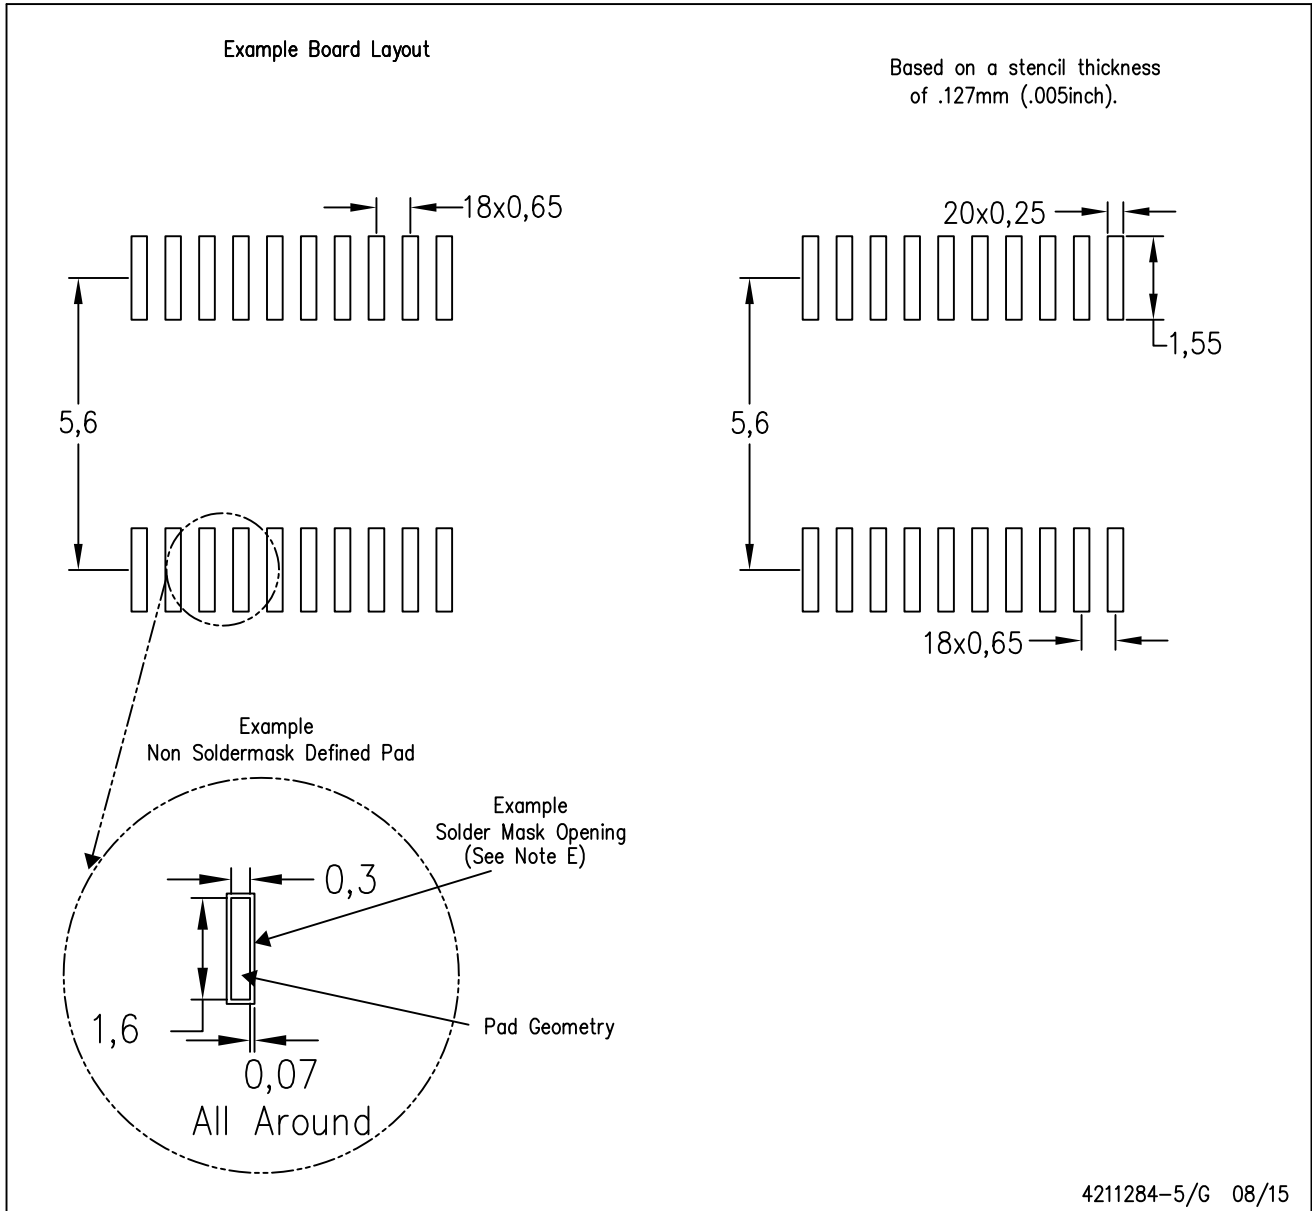 Example Board Layout
Based on a stencil thickness
of .127mm (.005inch).
18x0,65
20x0,25
1,55
5,6
5,6
18x0,65
Example
Non Soldermask Defined Pad
Example
Solder Mask Opening
(See Note E)
0,3
1,6
Pad Geometry
0,07
All Around
4211284-5/G 08/15